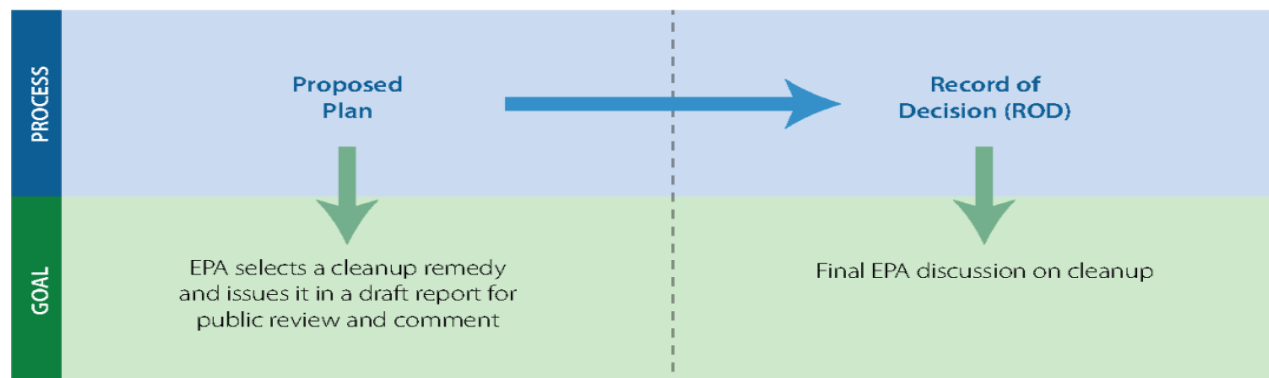 PROCESS
Proposed
Plan
Record of
Decision (ROD)
GOAL
EPA selects a cleanup remedy
and issues it in a draft report for
public review and comment
Final EPA discussion on cleanup